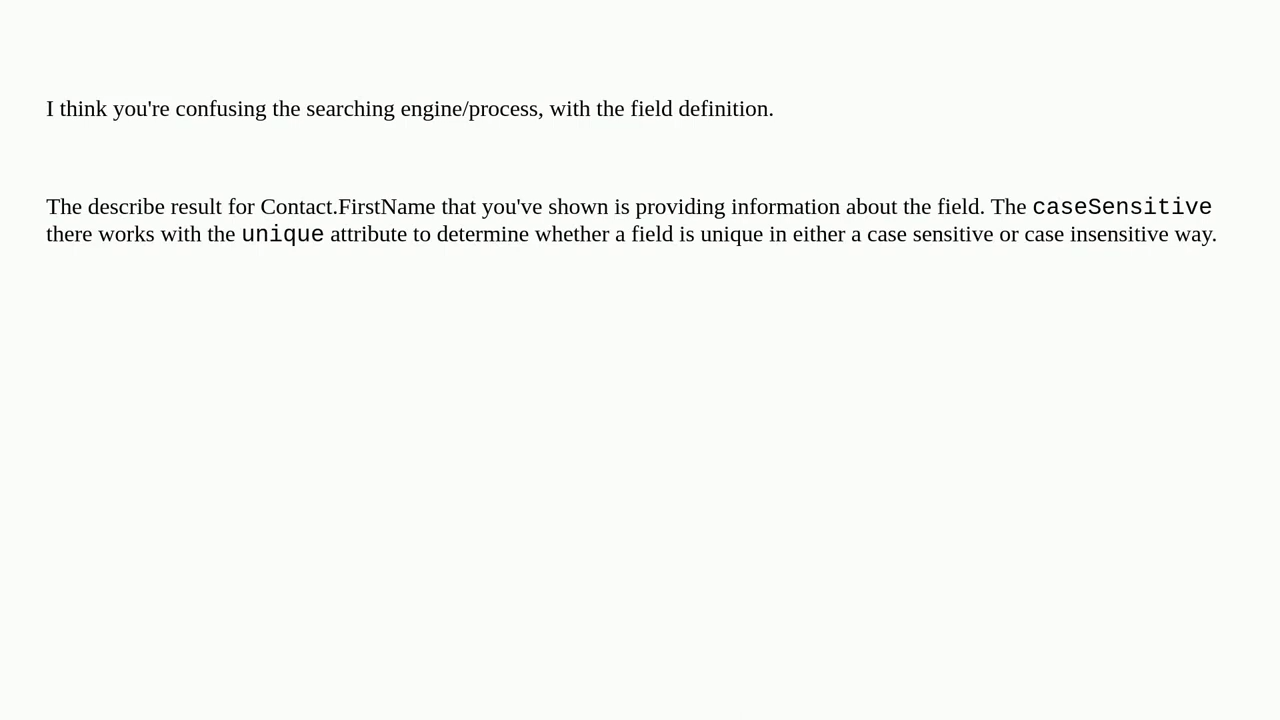 I think you're confusing the searching engine/process, with the field definition.
The describe result for Contact.FirstName that you've shown is providing information about the field. The caseSensitive
there works with the unique attribute to determine whether a field is unique in either a case sensitive or case insensitive way.